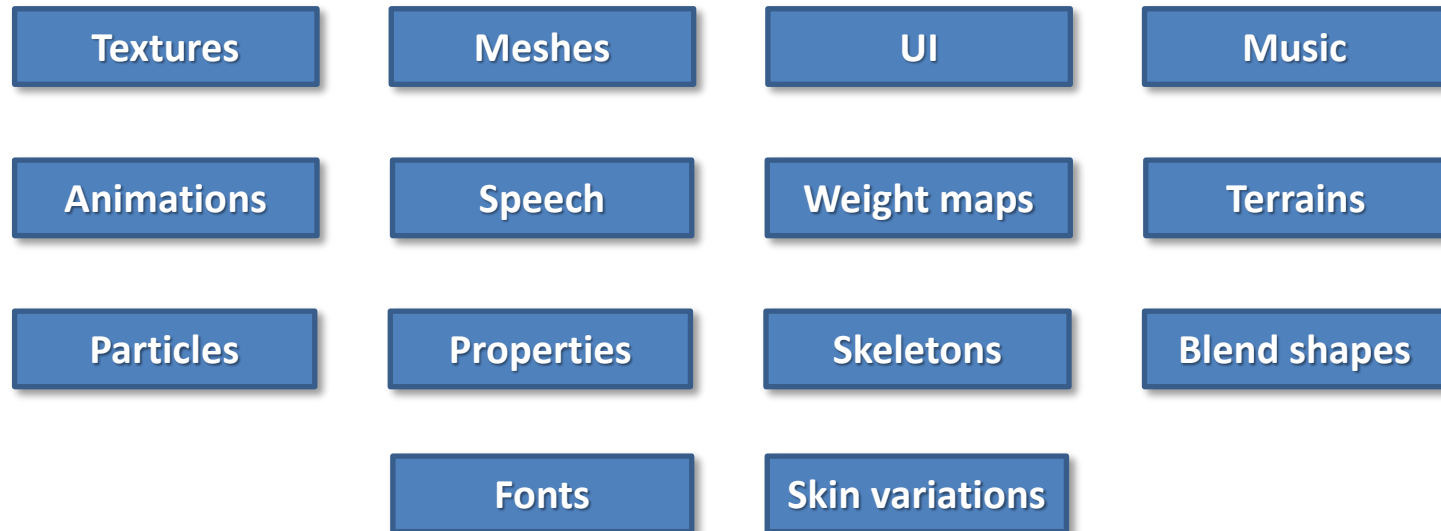 Textures
Meshes
UI
Music
Animations
Speech
Weight maps
Terrains
Particles
Properties
Skeletons
Blend shapes
Fonts
Skin variations